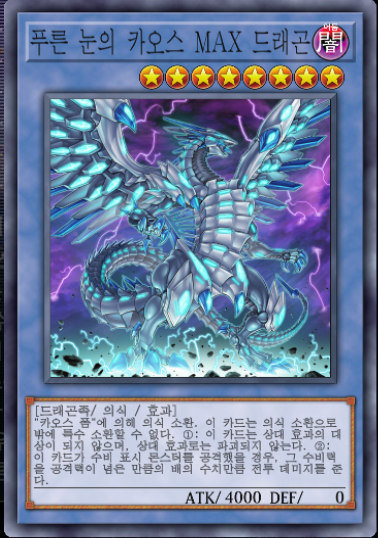 푸른 눈의 카오스 MAX 드래곤
어둠
闇
[드래곤족/ 의식 / 효과]
"카오스 폼"에 의해 의식 소환. 이 카드는 의식 소환으로
밖에 특수 소환할 수 없다. ①: 이 카드는 상대 효과의 대
상이 되지 않으며, 상대 효과로는 파괴되지 않는다. ②:
이 카드가 수비 표시 몬스터를 공격했을 경우, 그 수비력
을 공격력이 넘은 만큼의 배의 수치만큼 전투 데미지를 준
다.
ATK/ 4000 DEF/ 0